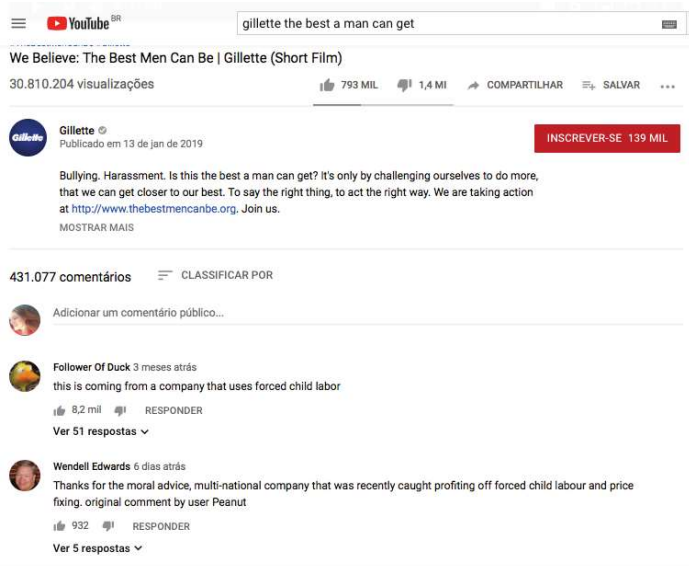 YouTube BR
gillette the best a man can get
We Believe: The Best Men Can Be | Gillette (Short Film)
30.810.204 visualizações
793 MIL
1,4 MI
COMPARTILHAR
SALVAR
Gillette
Gillette
Publicado em 13 de jan de 2019
INSCREVER-SE 139 MIL
Bullying. Harassment. Is this the best a man can get? It's only by challenging ourselves to do more,
that we can get closer to our best. To say the right thing, to act the right way. We are taking action
at http://www.thebestmencanbe.org. Join us.
MOSTRAR MAIS
431.077 comentários
CLASSIFICAR POR
Adicionar um comentário público...
Follower Of Duck 3 meses atrás
this is coming from a company that uses forced child labor
8,2 mil
RESPONDER
Ver 51 respostas
Wendell Edwards 6 dias atrás
Thanks for the moral advice, multi-national company that was recently caught profiting off forced child labour and price
fixing. original comment by user Peanut
932
RESPONDER
Ver 5 respostas